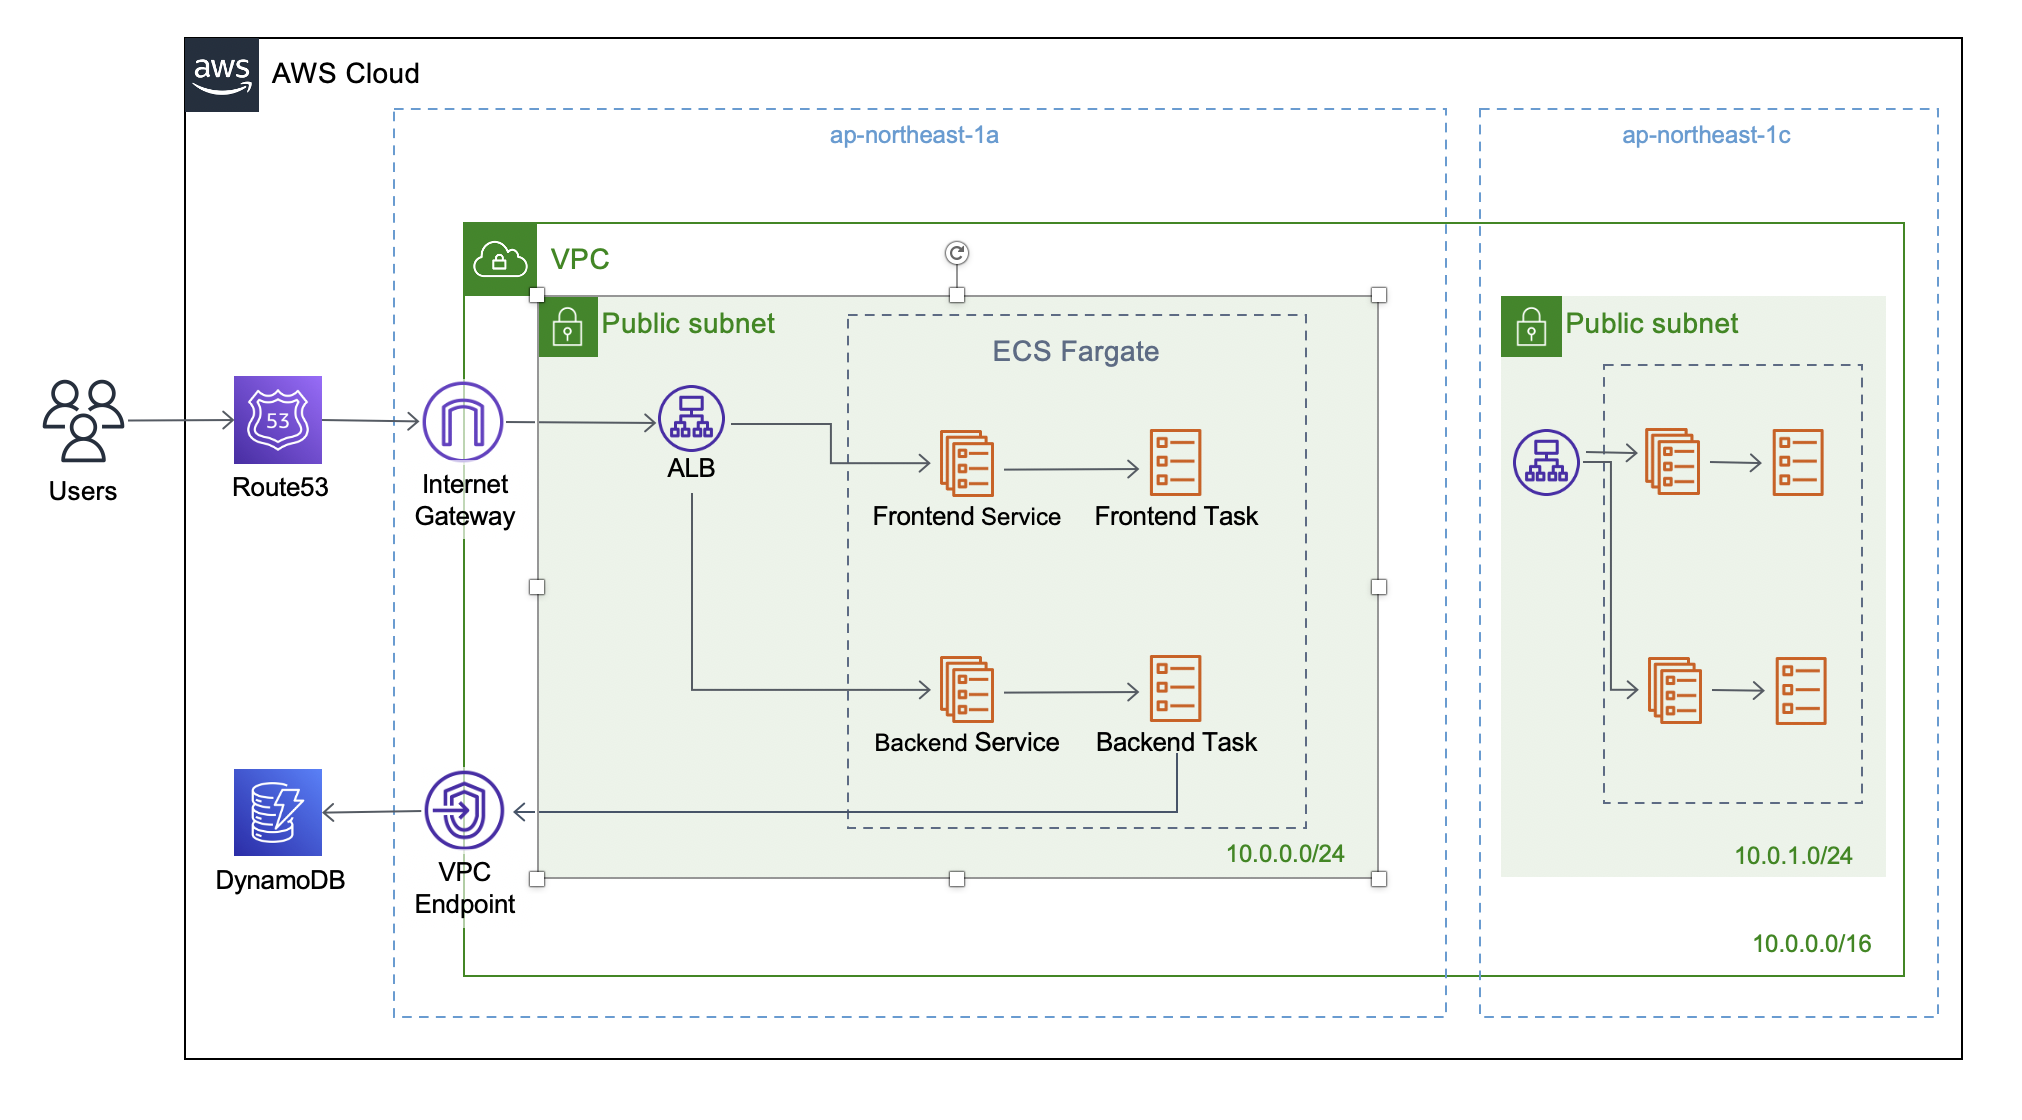 aws
AWS Cloud
ap-northeast-1a
ap-northeast-1c
VPC
Public subnet
ECS Fargate
Public subnet
53
Users
Route53
Internet
Gateway
ALB
Frontend Service
Frontend Task
Backend Service
Backend Task
DynamoDB
VPC
Endpoint
10.0.0.0/24
10.0.1.0/24
10.0.0.0/16